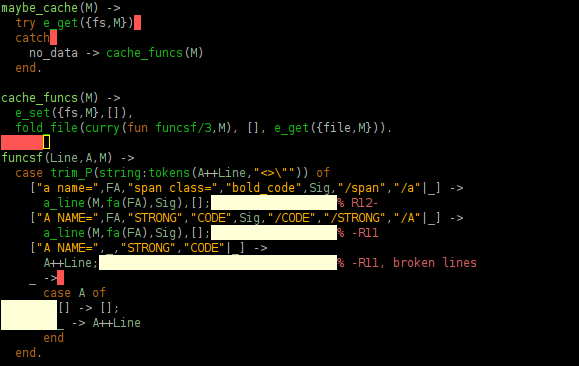 maybe_cache(M) ->
  try e_get({fs,M})
  catch
    no_data -> cache_funcs(M)
  end.

cache_funcs(M) ->
  e_set({fs,M},[]),
  fold_file(curry(fun funcsf/3,M), [], e_get({file,M})).

funcsf(Line,A,M) ->
  case trim_P(string:tokens(A++Line,"<>\"")) of
    ["a name=",FA,"span class=","bold_code",Sig,"/span","/a"|_] ->
      a_line(M,fa(FA),Sig),[];                 % R12-
    ["A NAME=",FA,"STRONG","CODE",Sig,"/CODE","/STRONG","/A"|_] ->
      a_line(M,fa(FA),Sig),[];                 % -R11
    ["A NAME=",_,"STRONG","CODE"|_] ->
      A++Line;                                 % -R11, broken lines
    _ ->
      case A of
        [] -> [];
        _ -> A++Line
      end
  end.